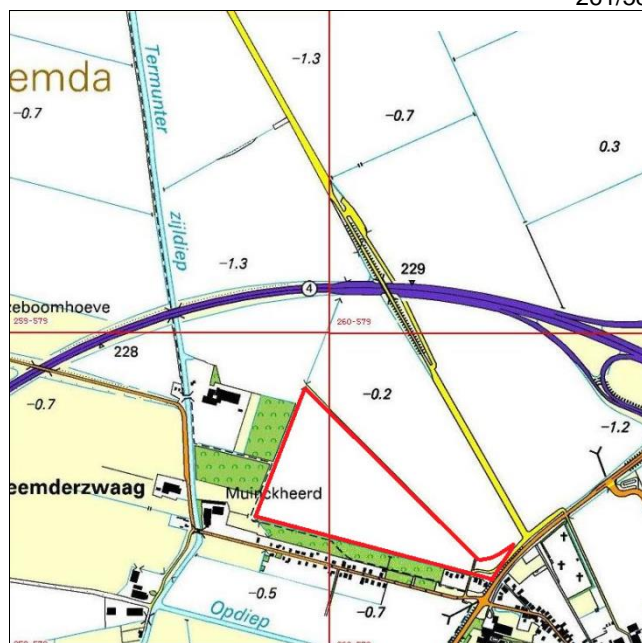 -1.3
emda
-0.7
Termunter
-0.7
0.3
zijldiep
-1.3
229
4
eboomhoeve
259-579
260-579
228
-0.2
-0.7
-1.2
eemderzwaag
Muinckheerd
-0.5
-0.7
Opdiep